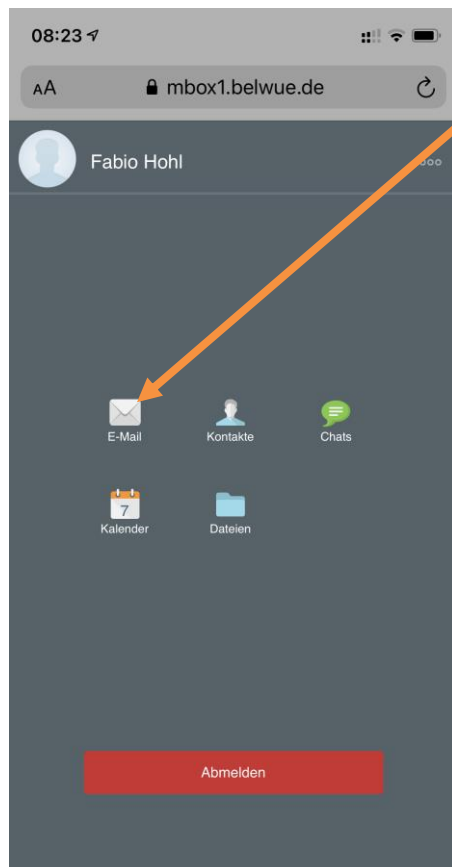 08:23
AA mbox1.belwue.de
Fabio Hohl
E-Mail Kontakte Chats
7
Kalender Dateien
Abmelden